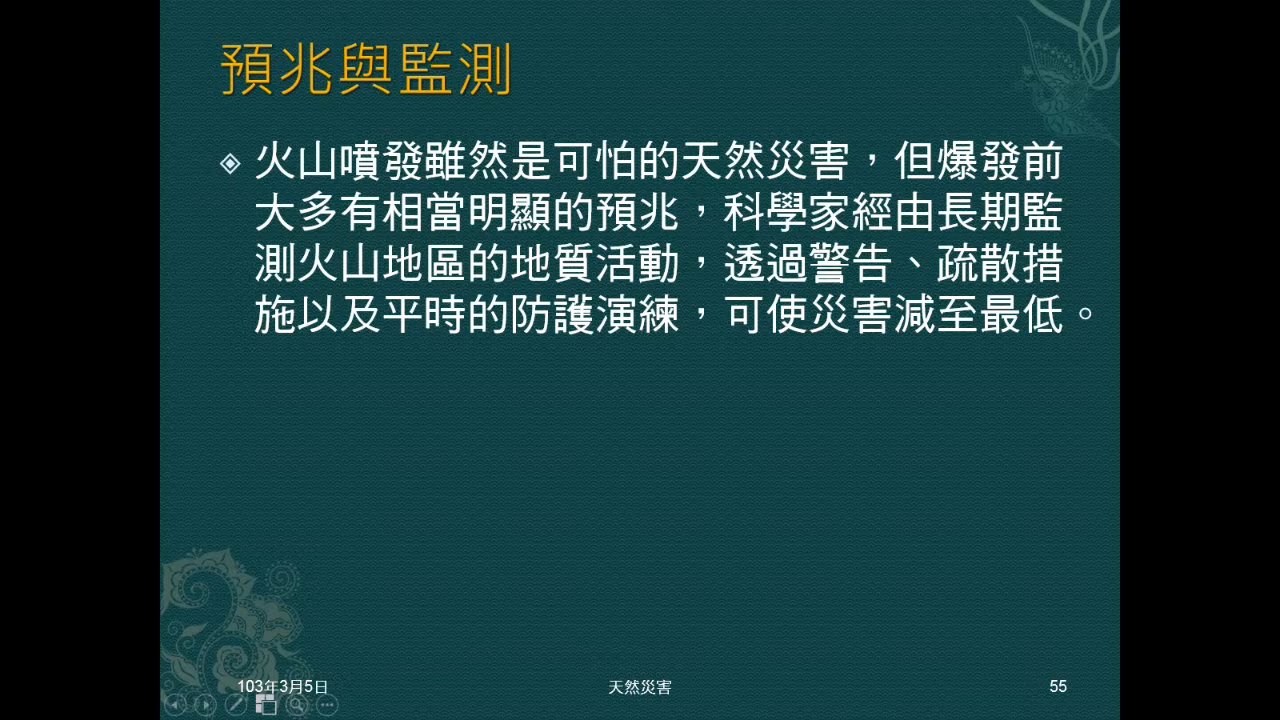 預兆與監測
火山噴發雖然是可怕的天然災害，但爆發前
大多有相當明顯的預兆，科學家經由長期監
測火山地區的地質活動，透過警告、疏散措
施以及平時的防護演練，可使災害減至最低。
103年3月5日
天然災害
55